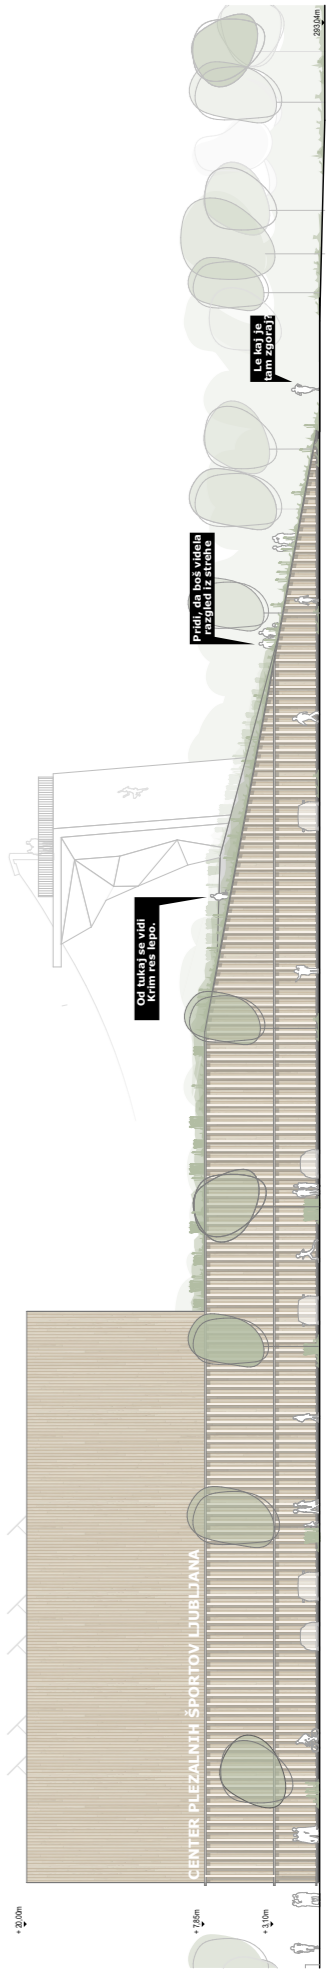 + 20,00m
+ 7,85m
+ 3,10m
CENTER PLEZALNIH ŠPORTOV LJUBLJANA
Od tukaj se vidi
Krim res lepo.
Pridi, da boš videla
razgled iz strehe
Le kaj je
tam zgoraj?
293,04m